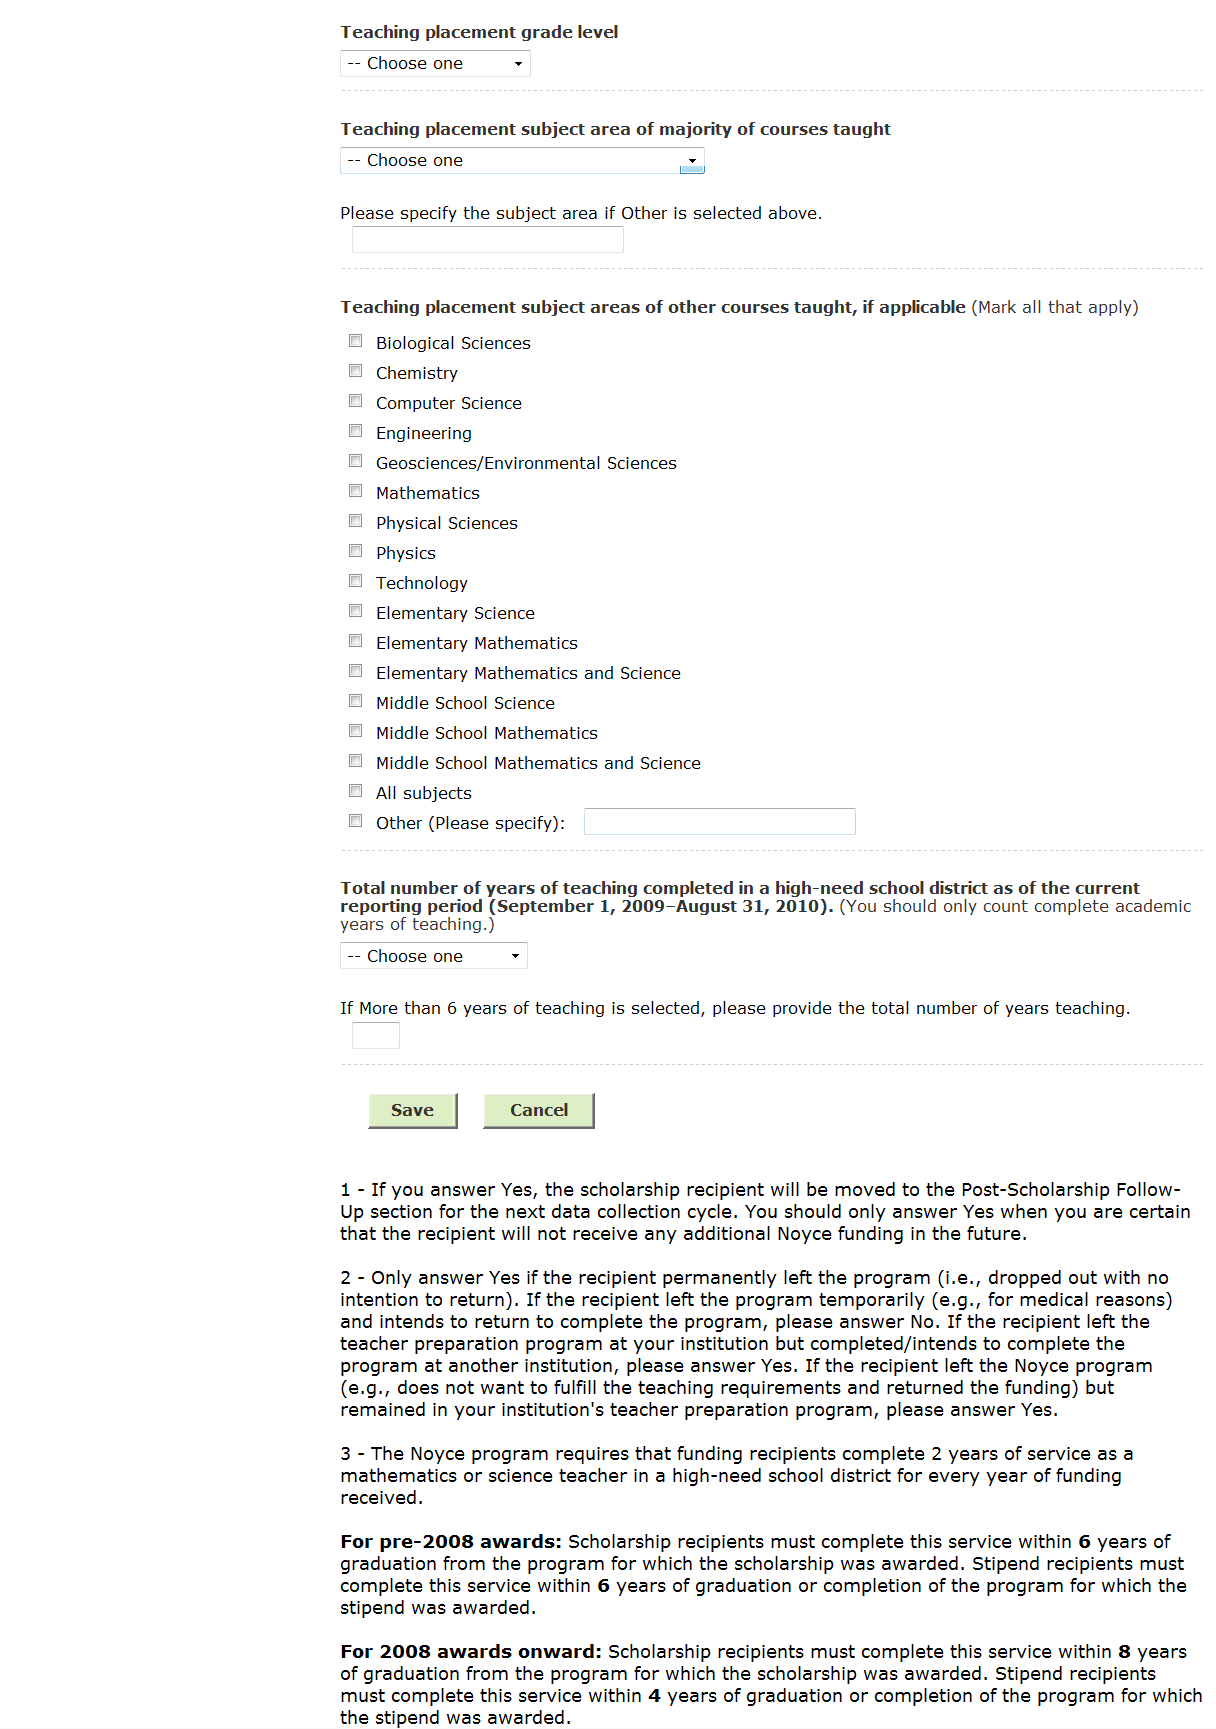 Teaching placement grade level
-- Choose one
Teaching placement subject area of majority of courses taught
-- Choose one
Please specify the subject area if Other is selected above.
Teaching placement subject areas of other courses taught, if applicable (Mark all that apply)
Biological Sciences
Chemistry
Computer Science
Engineering
Geosciences/Environmental Sciences
Mathematics
Physical Sciences
Physics
Technology
Elementary Science
Elementary Mathematics
Elementary Mathematics and Science
Middle School Science
Middle School Mathematics
Middle School Mathematics and Science
All subjects
Other (Please specify):
Total number of years of teaching completed in a high-need school district as of the current
reporting period (September 1, 2009–August 31, 2010). (You should only count complete academic
years of teaching.)
-- Choose one
If More than 6 years of teaching is selected, please provide the total number of years teaching.
Save Cancel
1 - If you answer Yes, the scholarship recipient will be moved to the Post-Scholarship Follow-
Up section for the next data collection cycle. You should only answer Yes when you are certain
that the recipient will not receive any additional Noyce funding in the future.
2 - Only answer Yes if the recipient permanently left the program (i.e., dropped out with no
intention to return). If the recipient left the program temporarily (e.g., for medical reasons)
and intends to return to complete the program, please answer No. If the recipient left the
teacher preparation program at your institution but completed/intends to complete the
program at another institution, please answer Yes. If the recipient left the Noyce program
(e.g., does not want to fulfill the teaching requirements and returned the funding) but
remained in your institution's teacher preparation program, please answer Yes.
3 - The Noyce program requires that funding recipients complete 2 years of service as a
mathematics or science teacher in a high-need school district for every year of funding
received.
For pre-2008 awards: Scholarship recipients must complete this service within 6 years of
graduation from the program for which the scholarship was awarded. Stipend recipients must
complete this service within 6 years of graduation or completion of the program for which the
stipend was awarded.
For 2008 awards onward: Scholarship recipients must complete this service within 8 years
of graduation from the program for which the scholarship was awarded. Stipend recipients
must complete this service within 4 years of graduation or completion of the program for which
the stipend was awarded.